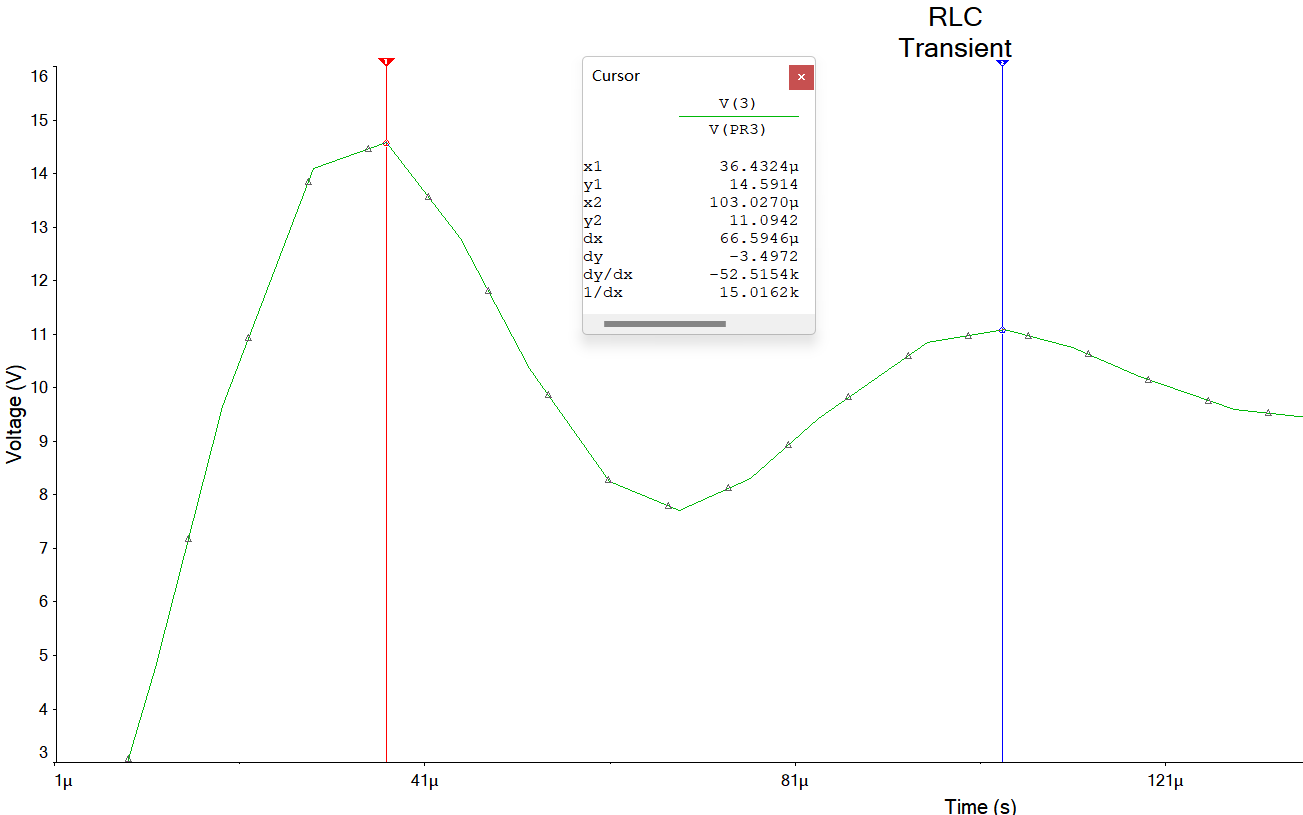 RLC
Transient
Cursor
V(3)
V(PR3)
x1 36.4324μ
y1 14.5914
x2 103.0270μ
y2 11.0942
dx 66.5946μ
dy -3.4972
dy/dx -52.5154k
1/dx 15.0162k
16
15
14
13
12
11
10
9
8
7
6
5
4
3
Voltage (V)
1μ 41μ 81μ 121μ
Time (s)